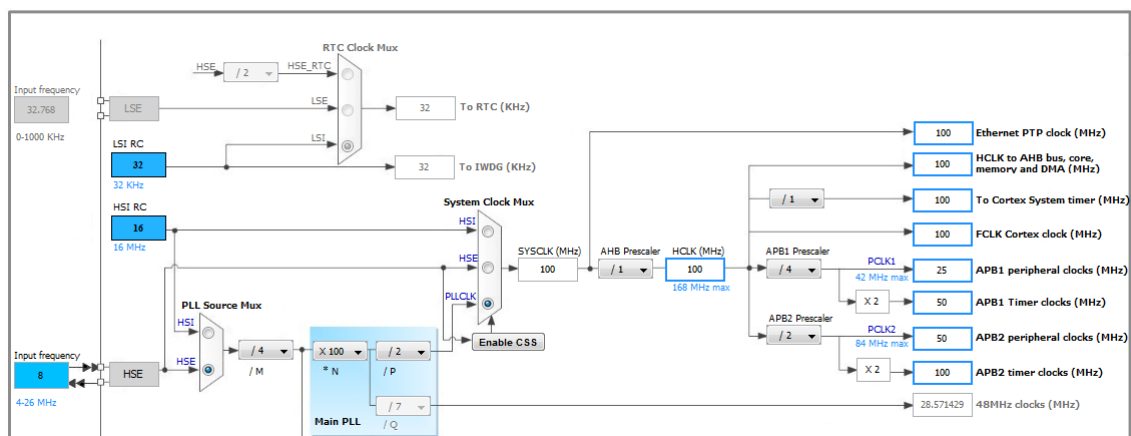 RTC Clock Mux
HSE
/ 2
HSE_RTC
Input frequency
32.768
0-1000 KHz
LSE
LSE
32
To RTC (KHz)
LSI RC
32
32 KHz
LSI
32
To IWDG (KHz)
HSI RC
16
16 MHz
System Clock Mux
HSI
HSE
PLLCLK
SYSCLK (MHz)
100
AHB Prescaler
/ 1
HCLK (MHz)
100
168 MHz max
100
Ethernet PTP clock (MHz)
100
HCLK to AHB bus, core,
memory and DMA (MHz)
/ 1
100
To Cortex System timer (MHz)
100
FCLK Cortex clock (MHz)
APB1 Prescaler
/ 4
PCLK1
42 MHz max
25
APB1 peripheral clocks (MHz)
X 2
50
APB1 Timer clocks (MHz)
APB2 Prescaler
/ 2
PCLK2
84 MHz max
50
APB2 peripheral clocks (MHz)
X 2
100
APB2 timer clocks (MHz)
PLL Source Mux
HSI
HSE
Input frequency
8
4-26 MHz
HSE
/ 4
/ M
X 100
* N
/ 2
/ P
Enable CSS
/ 7
/ Q
Main PLL
28.571429
48MHz clocks (MHz)